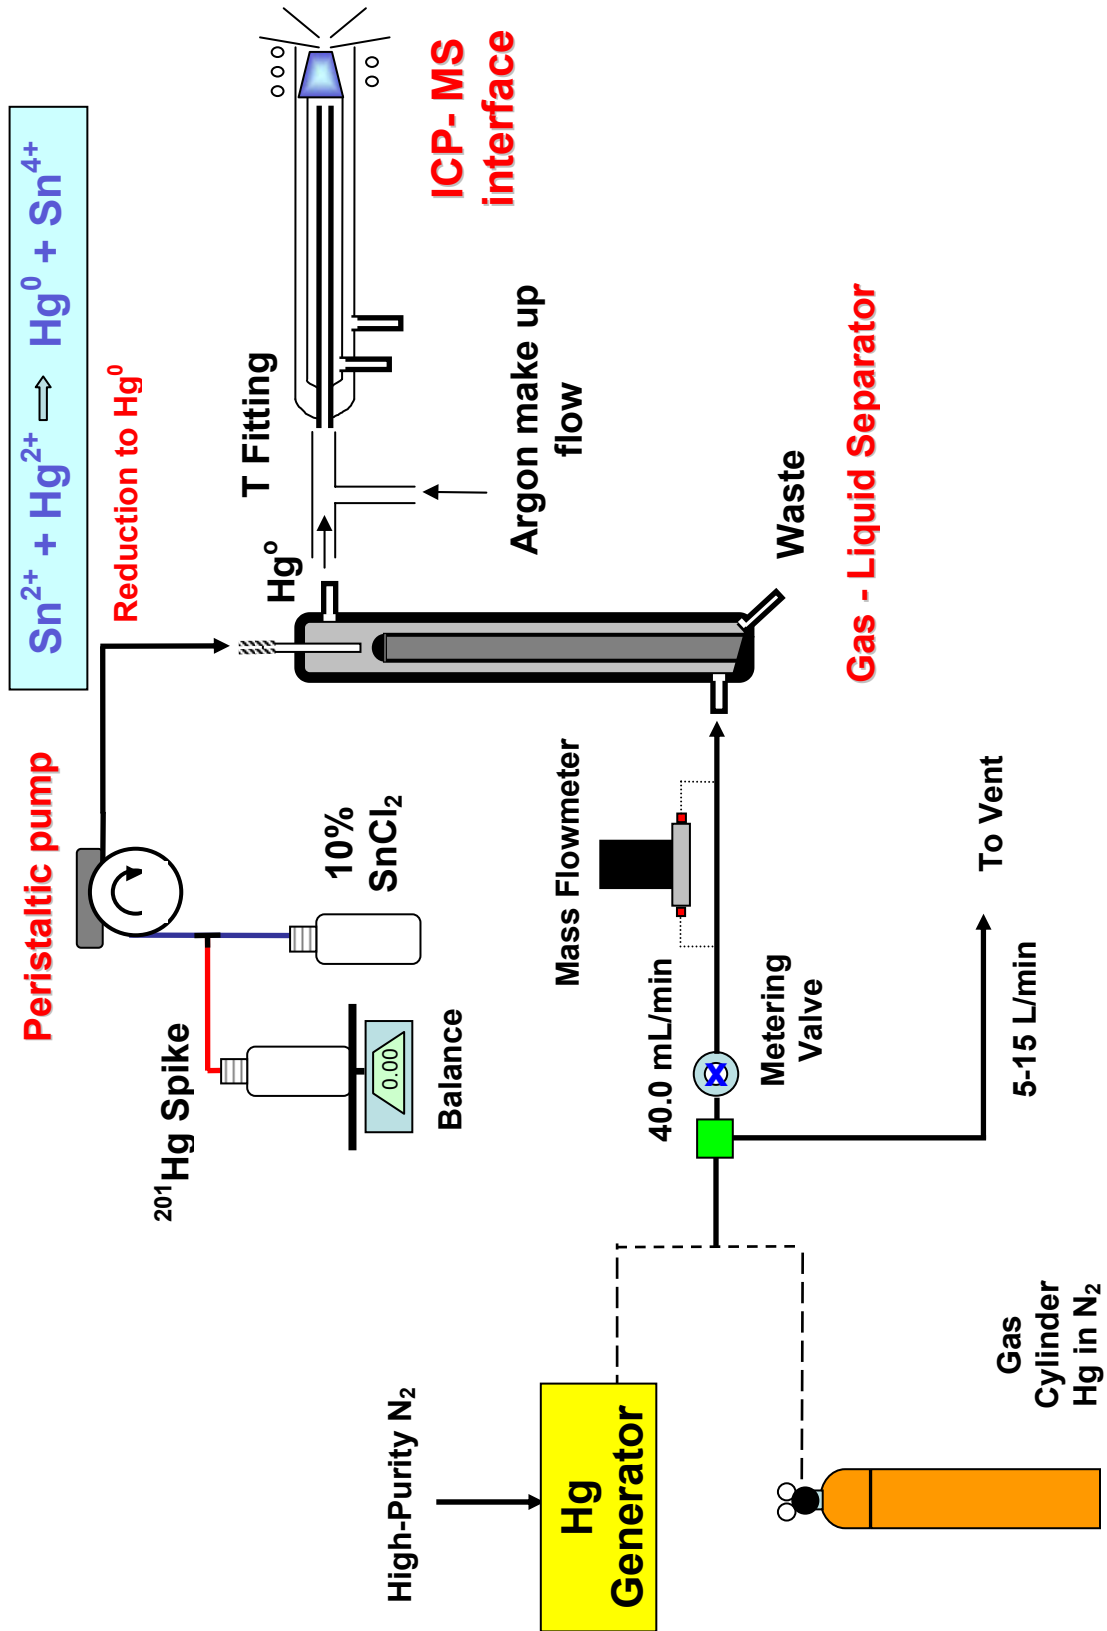 Sn2+ + Hg2+ ⇨ Hg0 + Sn4+
Reduction to Hg0
Peristaltic pump
201Hg Spike
10%
SnCl2
0.00
Balance
Hgo
T Fitting
ICP- MS
interface
Argon make up
flow
Waste
Gas - Liquid Separator
Mass Flowmeter
40.0 mL/min
Metering
Valve
To Vent
5-15 L/min
High-Purity N2
Hg
Generator
Gas
Cylinder
Hg in N2